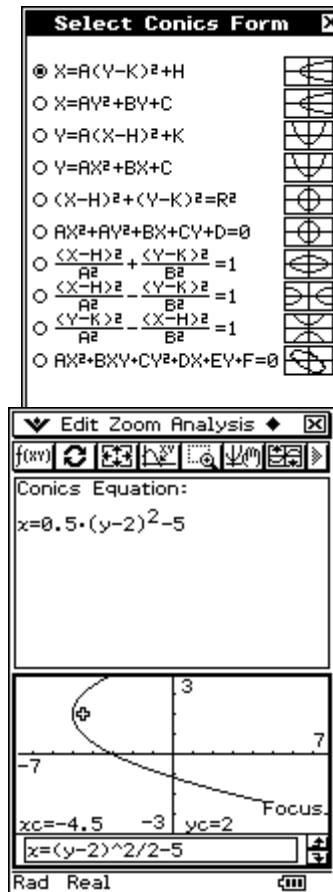 Select Conics Form
X=A(Y-K)²+H
X=AY²+BY+C
Y=A(X-H)²+K
Y=AX²+BX+C
(X-H)²+(Y-K)²=R²
AX²+AY²+BX+CY+D=0
(X-H)²/A²+(Y-K)²/B²=1
(X-H)²/A²-(Y-K)²/B²=1
(Y-K)²/A²-(X-H)²/B²=1
AX²+BXY+CY²+DX+EY+F=0
Edit Zoom Analysis ♦
f(xy)
Conics Equation:
x=0.5·(y-2)²-5
3
7
-7
Focus
xc=-4.5 -3 yc=2
x=(y-2)^2/2-5
Rad Real